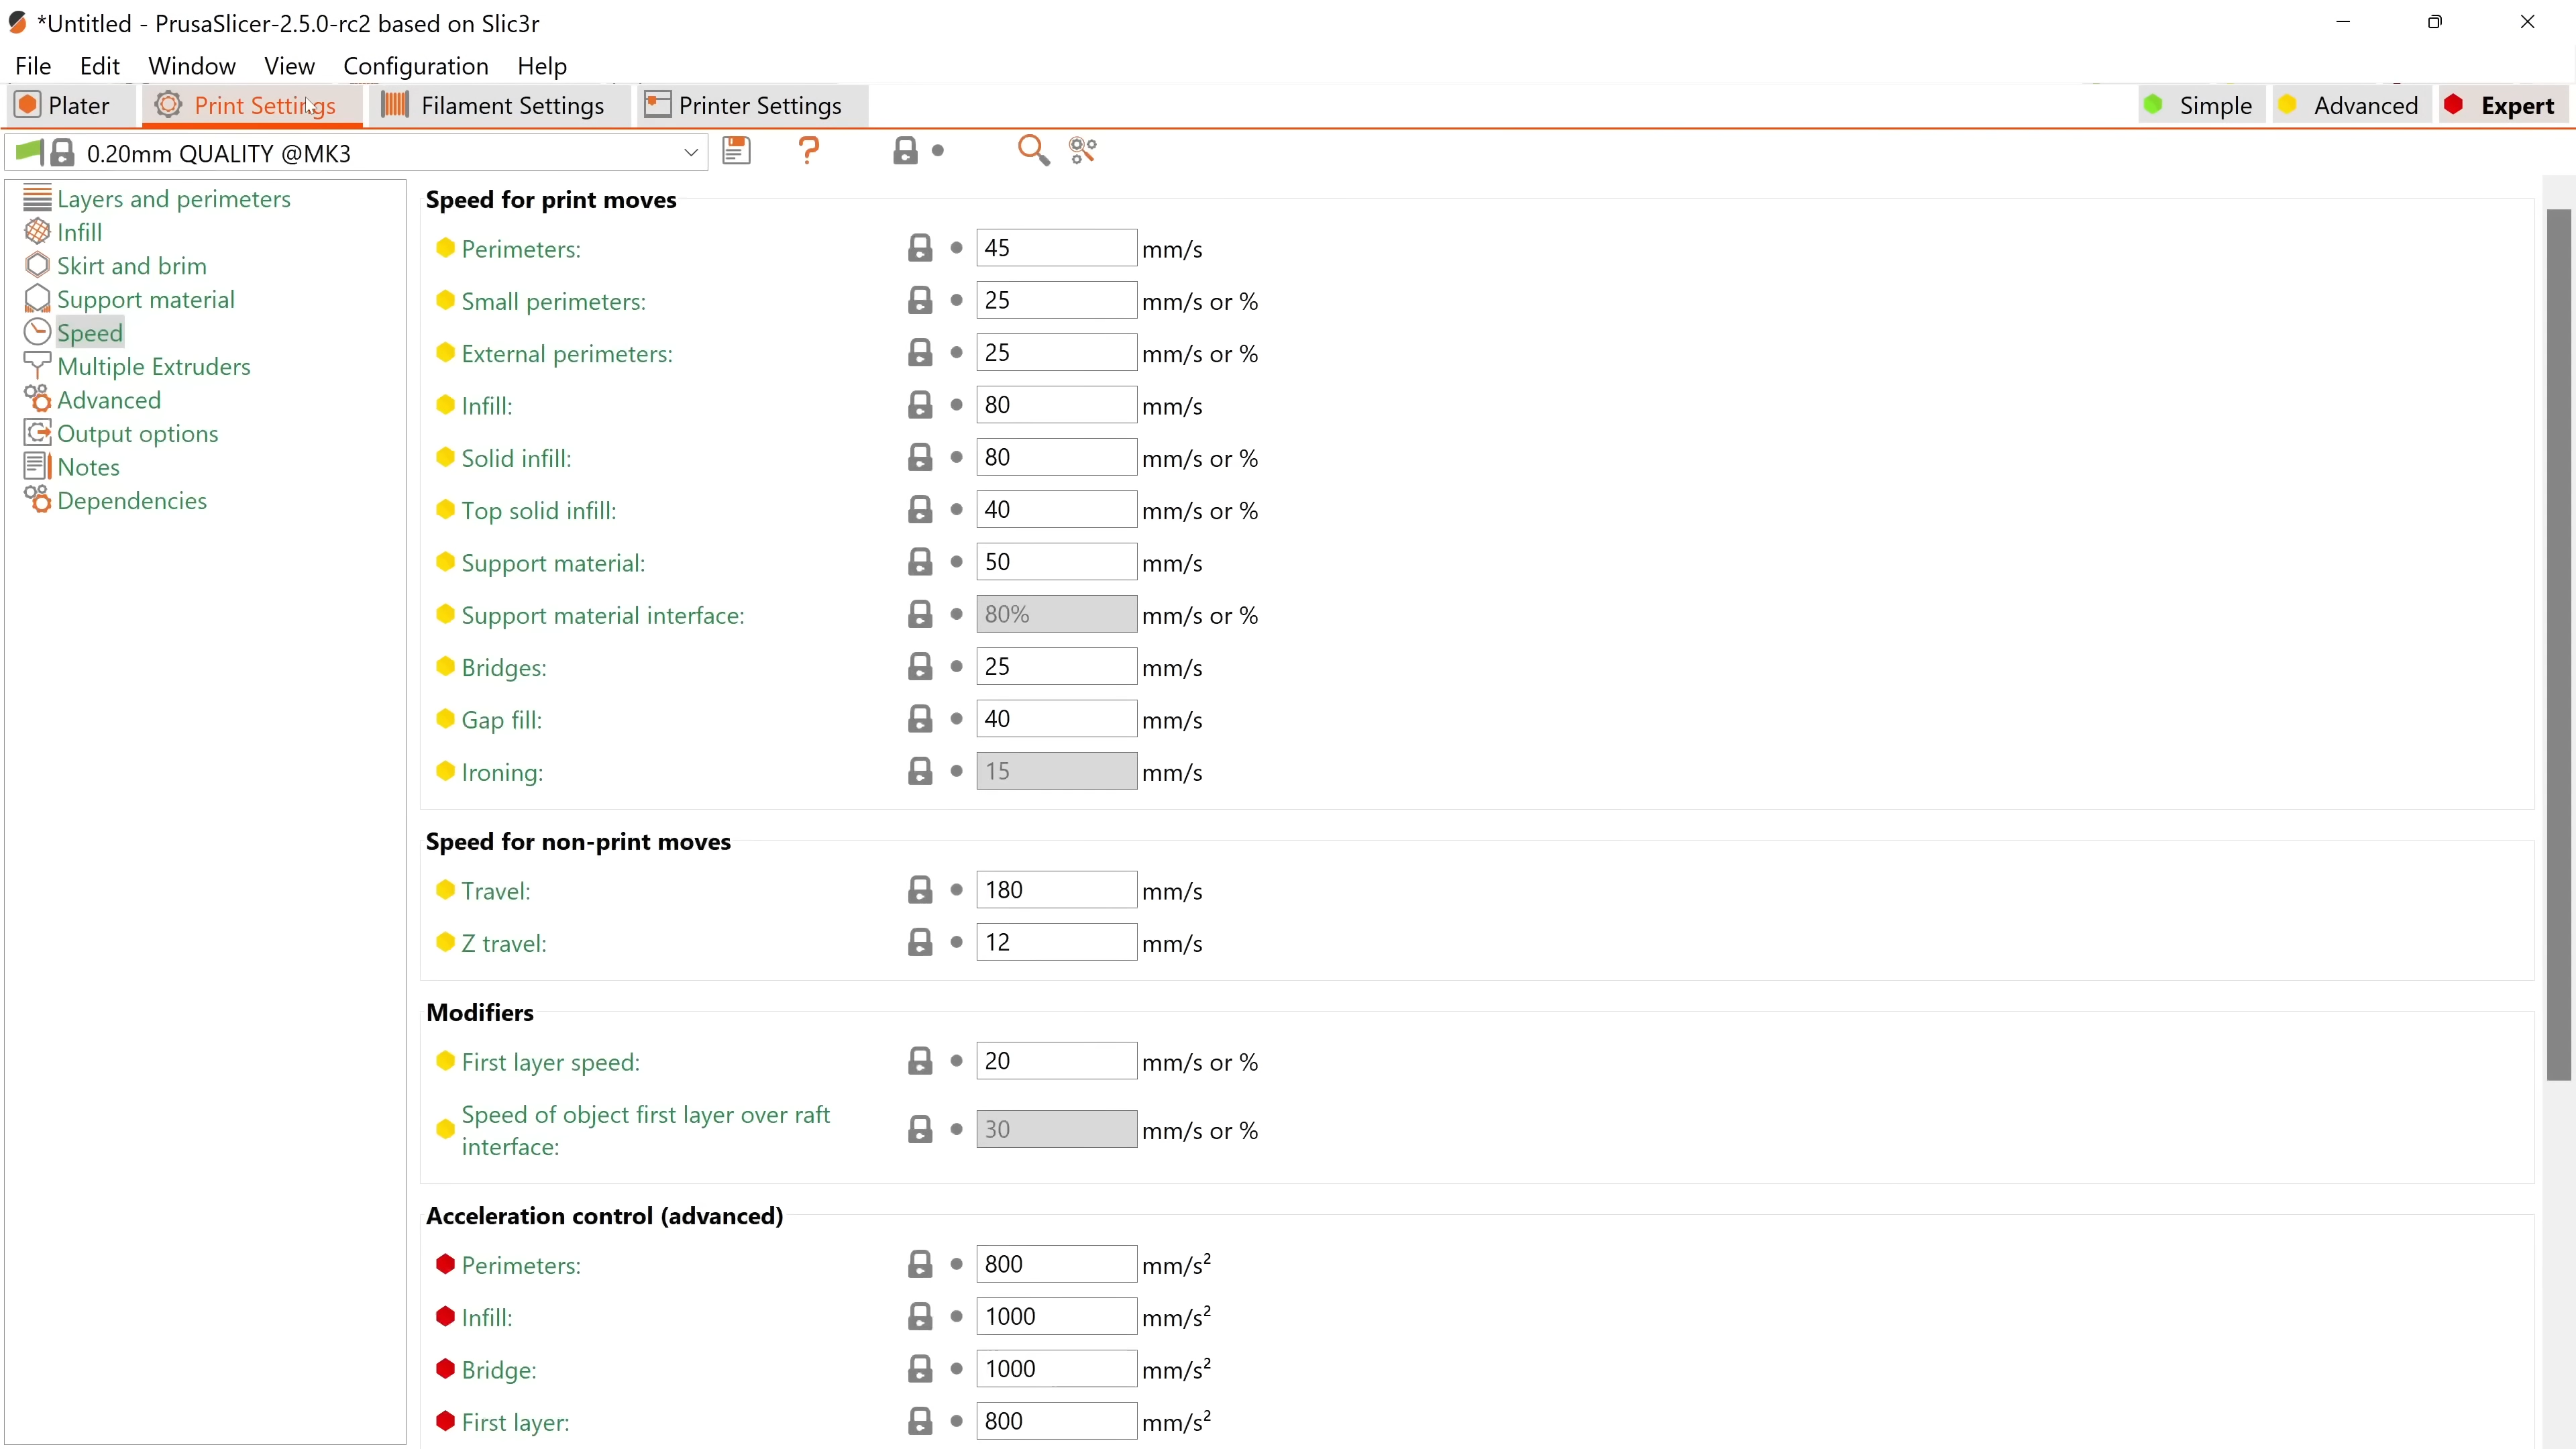 *Untitled - PrusaSlicer-2.5.0-rc2 based on Slic3r
File Edit Window View Configuration Help
Plater Print Settings Filament Settings Printer Settings Simple Advanced Expert
0.20mm QUALITY @MK3 ?
Layers and perimeters
Infill
Skirt and brim
Support material
Speed
Multiple Extruders
Advanced
Output options
Notes
Dependencies
Speed for print moves
Perimeters: 45 mm/s
Small perimeters: 25 mm/s or %
External perimeters: 25 mm/s or %
Infill: 80 mm/s
Solid infill: 80 mm/s or %
Top solid infill: 40 mm/s or %
Support material: 50 mm/s
Support material interface: 80% mm/s or %
Bridges: 25 mm/s
Gap fill: 40 mm/s
Ironing: 15 mm/s
Speed for non-print moves
Travel: 180 mm/s
Z travel: 12 mm/s
Modifiers
First layer speed: 20 mm/s or %
Speed of object first layer over raft
interface: 30 mm/s or %
Acceleration control (advanced)
Perimeters: 800 mm/s²
Infill: 1000 mm/s²
Bridge: 1000 mm/s²
First layer: 800 mm/s²